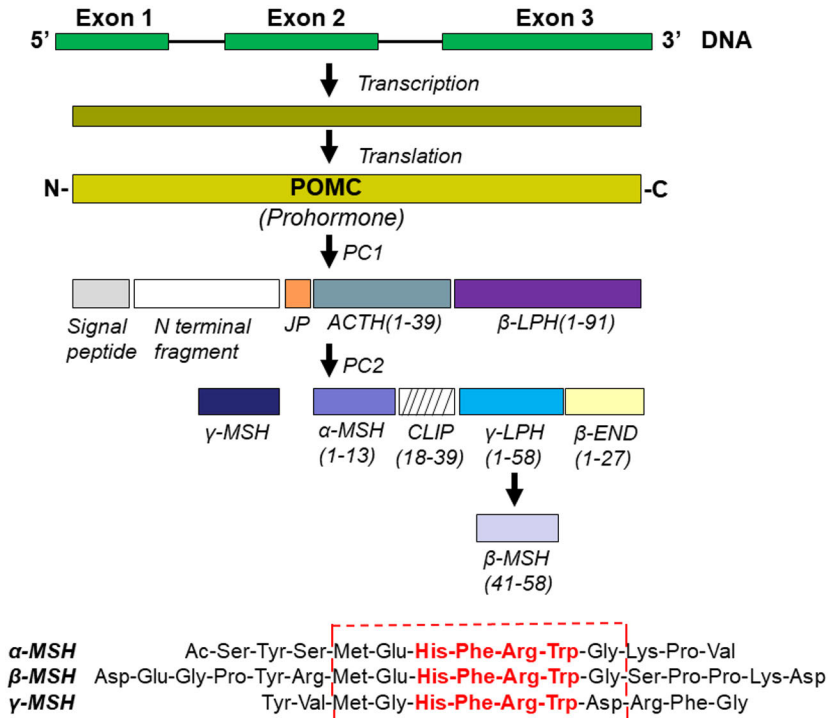 Exon 1 Exon 2 Exon 3
5’ 3’ DNA
Transcription
Translation
N- POMC -C
(Prohormone)
PC1
Signal peptide
N terminal fragment
JP
ACTH(1-39)
β-LPH(1-91)
PC2
γ-MSH
α-MSH
(1-13)
CLIP
(18-39)
γ-LPH
(1-58)
β-END
(1-27)
β-MSH
(41-58)
α-MSH Ac-Ser-Tyr-Ser-Met-Glu-His-Phe-Arg-Trp-Gly-Lys-Pro-Val
β-MSH Asp-Glu-Gly-Pro-Tyr-Arg-Met-Glu-His-Phe-Arg-Trp-Gly-Ser-Pro-Pro-Lys-Asp
γ-MSH Tyr-Val-Met-Gly-His-Phe-Arg-Trp-Asp-Arg-Phe-Gly